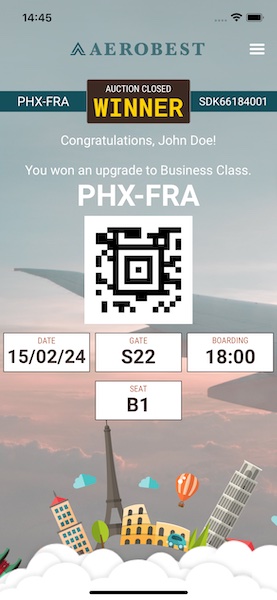 14:45
AEROBEST
AUCTION CLOSED
PHX-FRA
WINNER
SDK66184001
Congratulations, John Doe!
You won an upgrade to Business Class.
PHX-FRA
DATE
15/02/24
GATE
S22
BOARDING
18:00
SEAT
B1